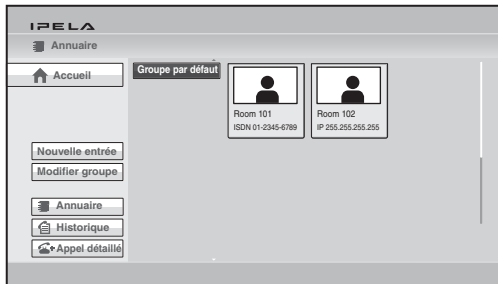 IPELA
Annuaire
Accueil
Groupe par défaut
Room 101
ISDN 01-2345-6789
Room 102
IP 255.255.255.255
Nouvelle entrée
Modifier groupe
Annuaire
Historique
Appel détaillé